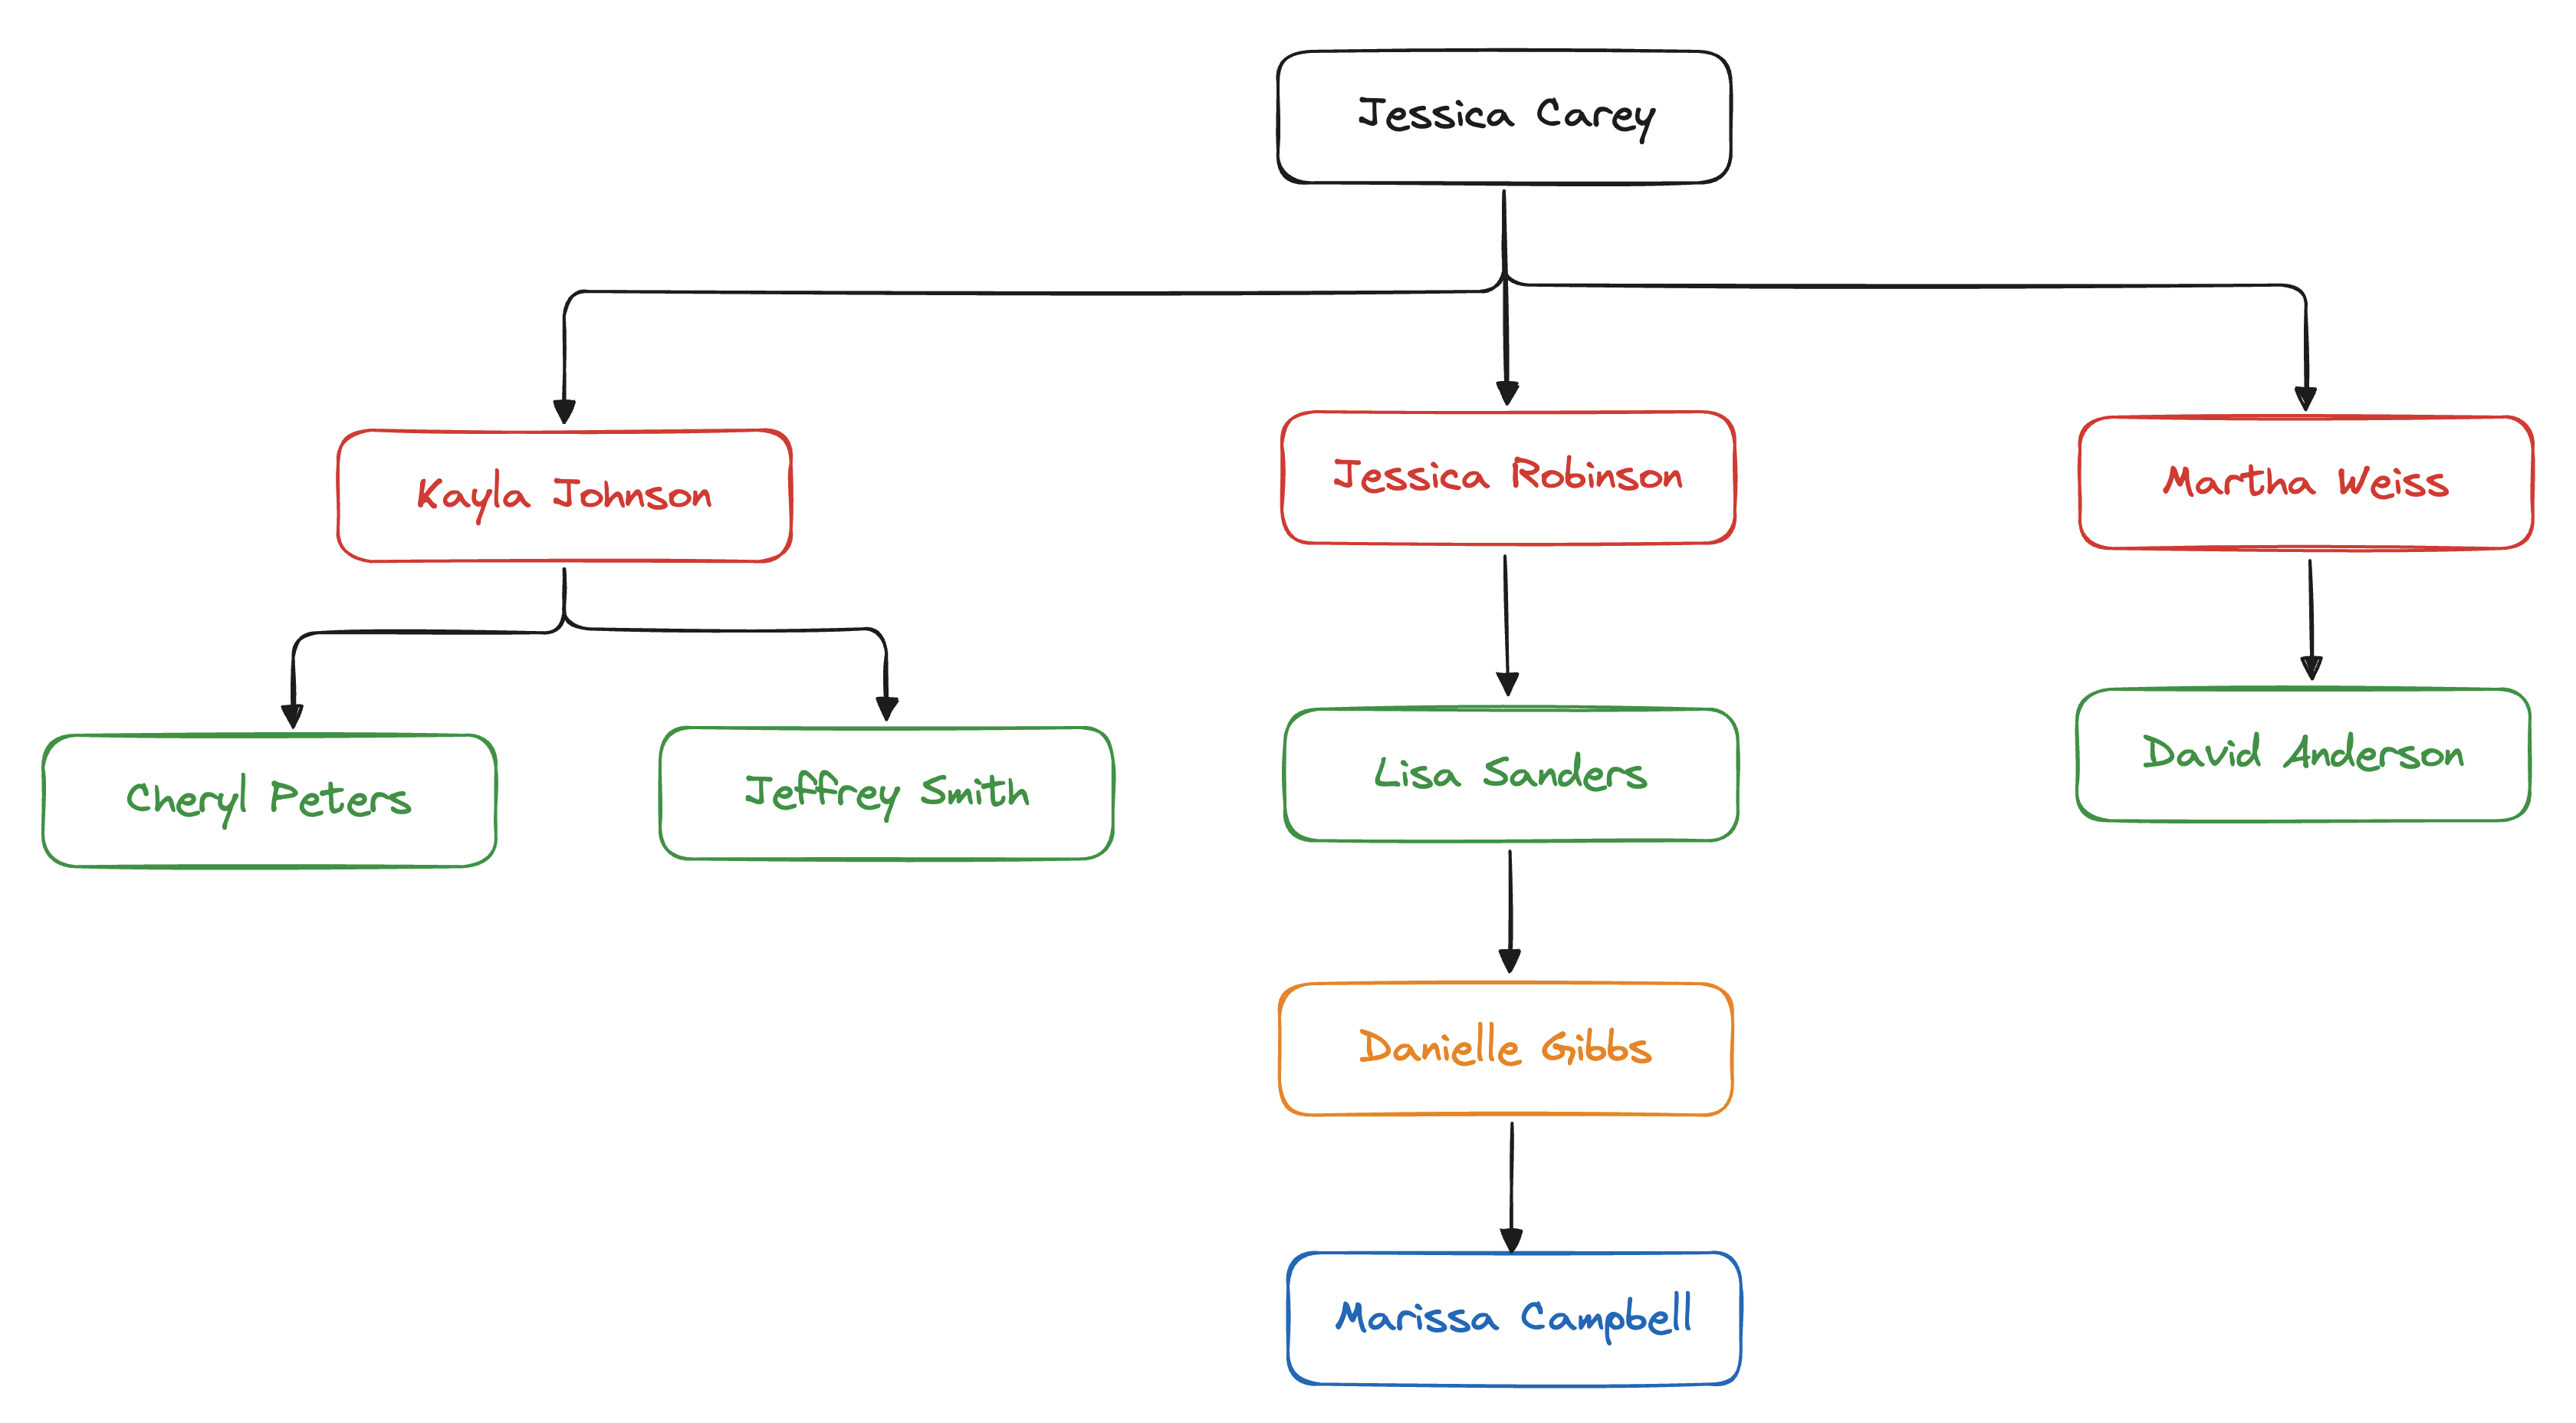 Jessica Carey
Kayla Johnson
Jessica Robinson
Martha Weiss
Cheryl Peters
Jeffrey Smith
Lisa Sanders
David Anderson
Danielle Gibbs
Marissa Campbell